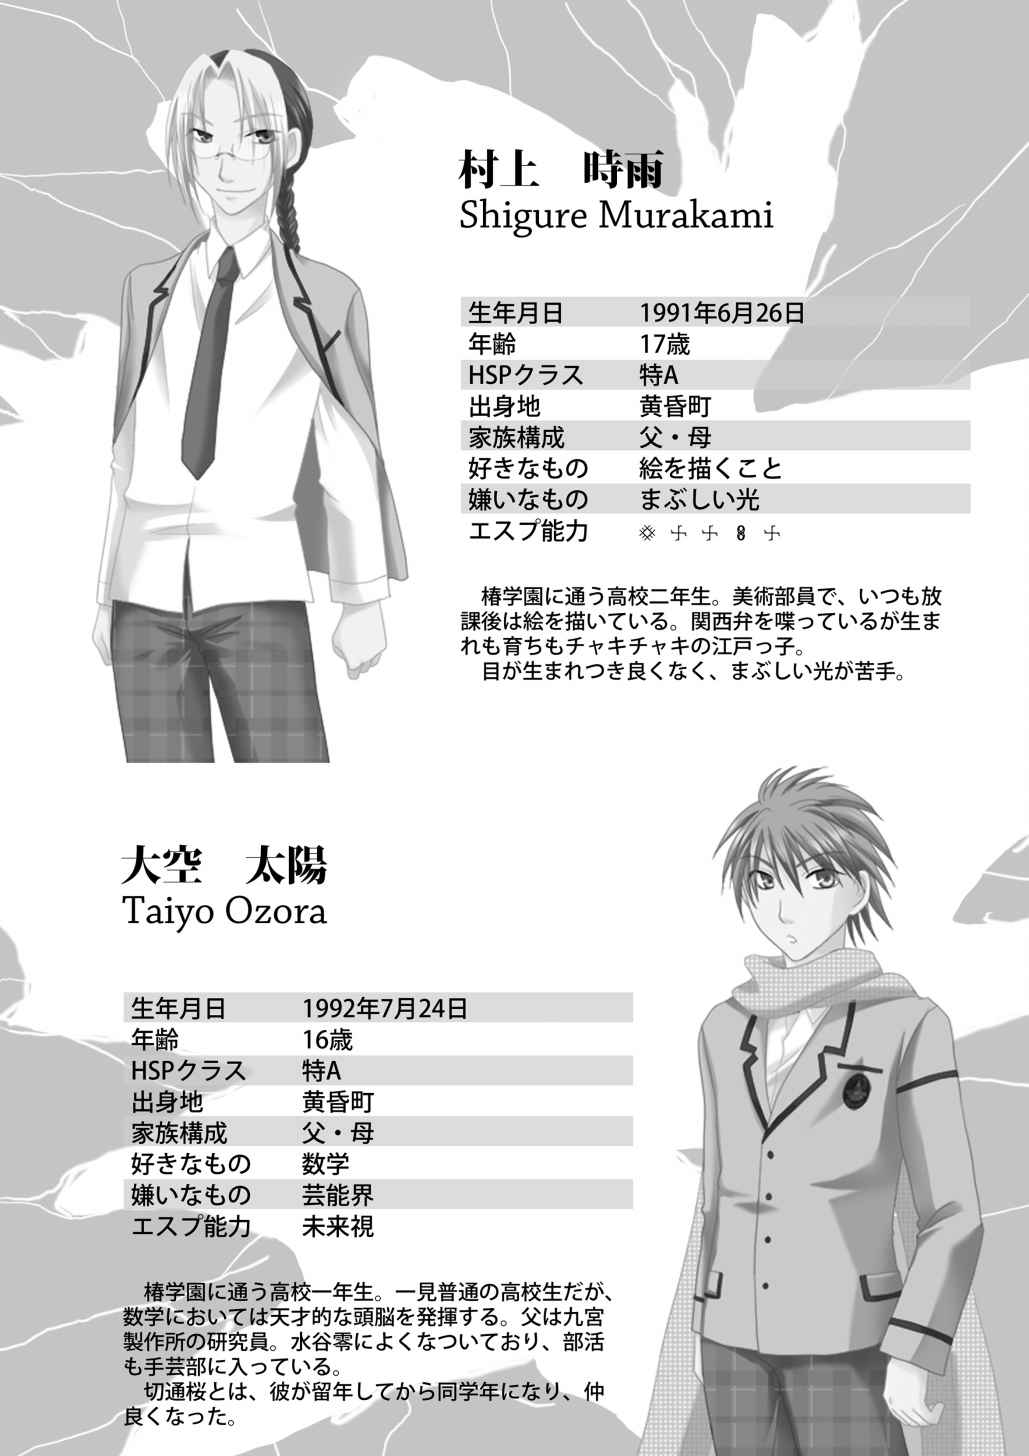 村上　時雨
Shigure Murakami
生年月日　1991年6月26日
年齢　17歳
HSPクラス　特A
出身地　黄昏町
家族構成　父・母
好きなもの　絵を描くこと
嫌いなもの　まぶしい光
エスプ能力
　椿学園に通う高校二年生。美術部員で、いつも放
課後は絵を描いている。関西弁を喋っているが生ま
れも育ちもチャキチャキの江戸っ子。
　目が生まれつき良くなく、まぶしい光が苦手。
大空　太陽
Taiyo Ozora
生年月日　1992年7月24日
年齢　16歳
HSPクラス　特A
出身地　黄昏町
家族構成　父・母
好きなもの　数学
嫌いなもの　芸能界
エスプ能力　未来視
　椿学園に通う高校一年生。一見普通の高校生だが、
数学においては天才的な頭脳を発揮する。父は九宮
製作所の研究員。水谷零によくなついており、部活
も手芸部に入っている。
　切通桜とは、彼が留年してから同学年になり、仲
良くなった。